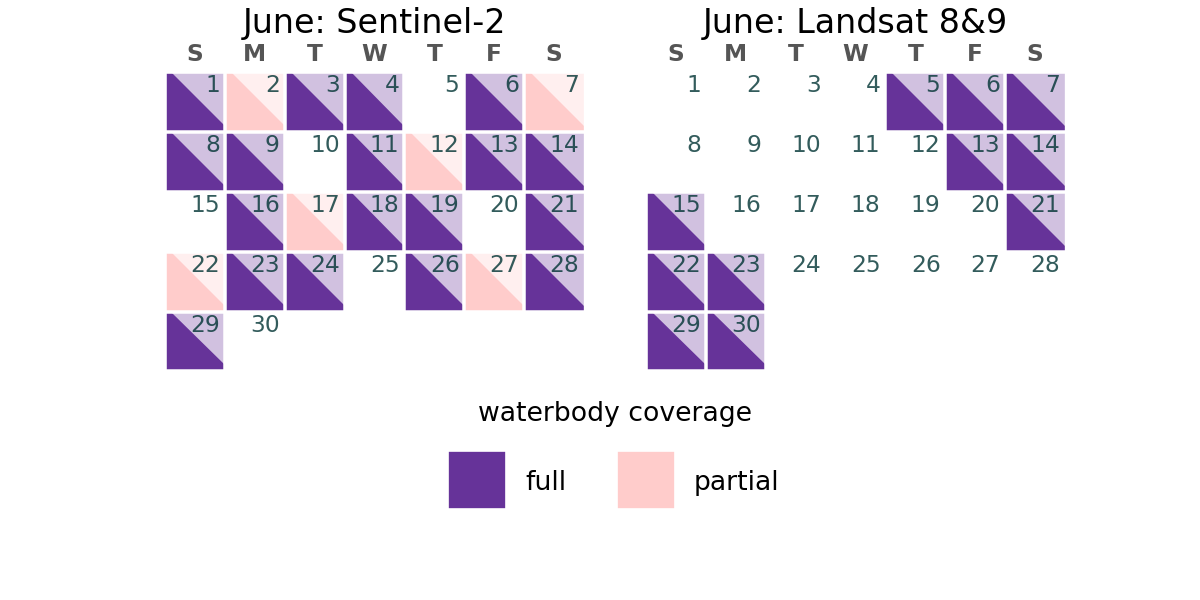 June: Sentinel-2
S M T W T F S
1 2 3 4 5 6 7
8 9 10 11 12 13 14
15 16 17 18 19 20 21
22 23 24 25 26 27 28
29 30
June: Landsat 8&9
S M T W T F S
1 2 3 4 5 6 7
8 9 10 11 12 13 14
15 16 17 18 19 20 21
22 23 24 25 26 27 28
29 30
waterbody coverage
full partial